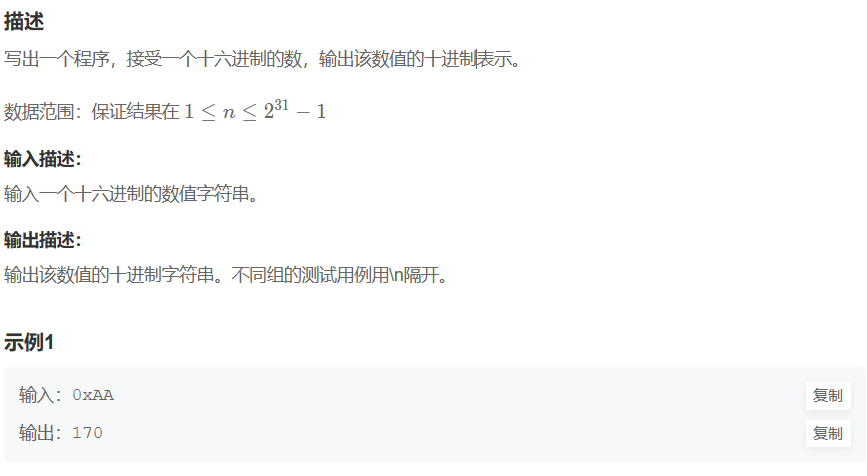 描述
写出一个程序，接受一个十六进制的数，输出该数值的十进制表示。
数据范围：保证结果在 1 ≤ n ≤ 2^31 − 1
输入描述：
输入一个十六进制的数值字符串。
输出描述：
输出该数值的十进制字符串。不同组的测试用例用\n隔开。
示例1
输入：0xAA 复制
输出：170 复制